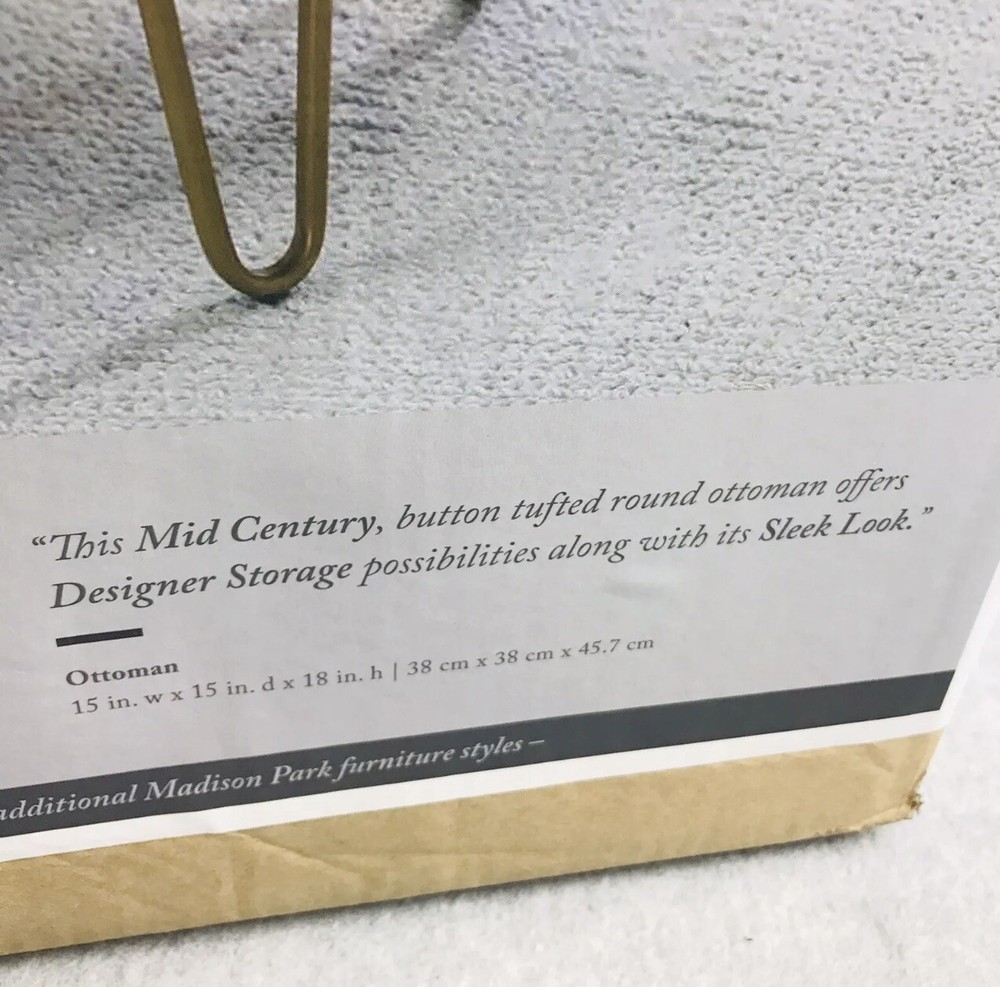 “This Mid Century, button tufted round ottoman offers
Designer Storage possibilities along with its Sleek Look.”
Ottoman
15 in. w x 15 in. d x 18 in. h | 38 cm x 38 cm x 45.7 cm
additional Madison Park furniture styles –